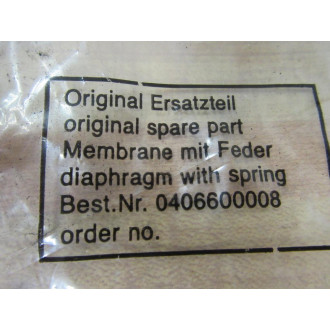 Original Ersatzteil
original spare part
Membrane mit Feder
diaphragm with spring
Best.Nr. 0406600008
order no.